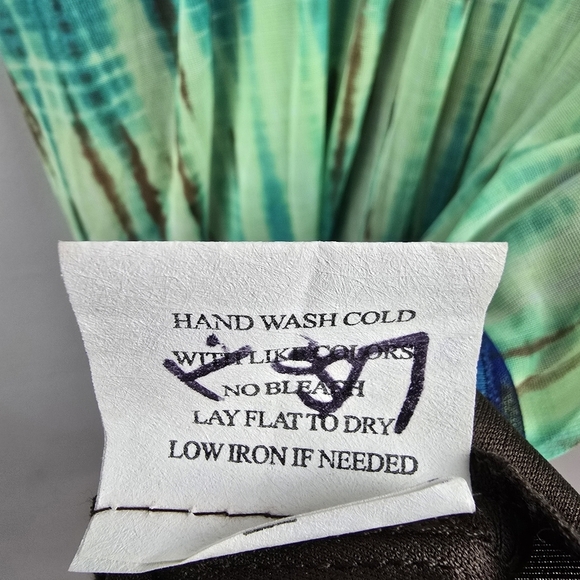 HAND WASH COLD
WITH LIKE COLORS
NO BLEACH
LAY FLAT TO DRY
LOW IRON IF NEEDED